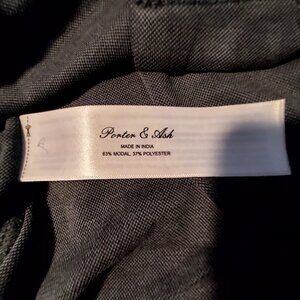 Porter & Ash
MADE IN INDIA
63% MODAL, 37% POLYESTER